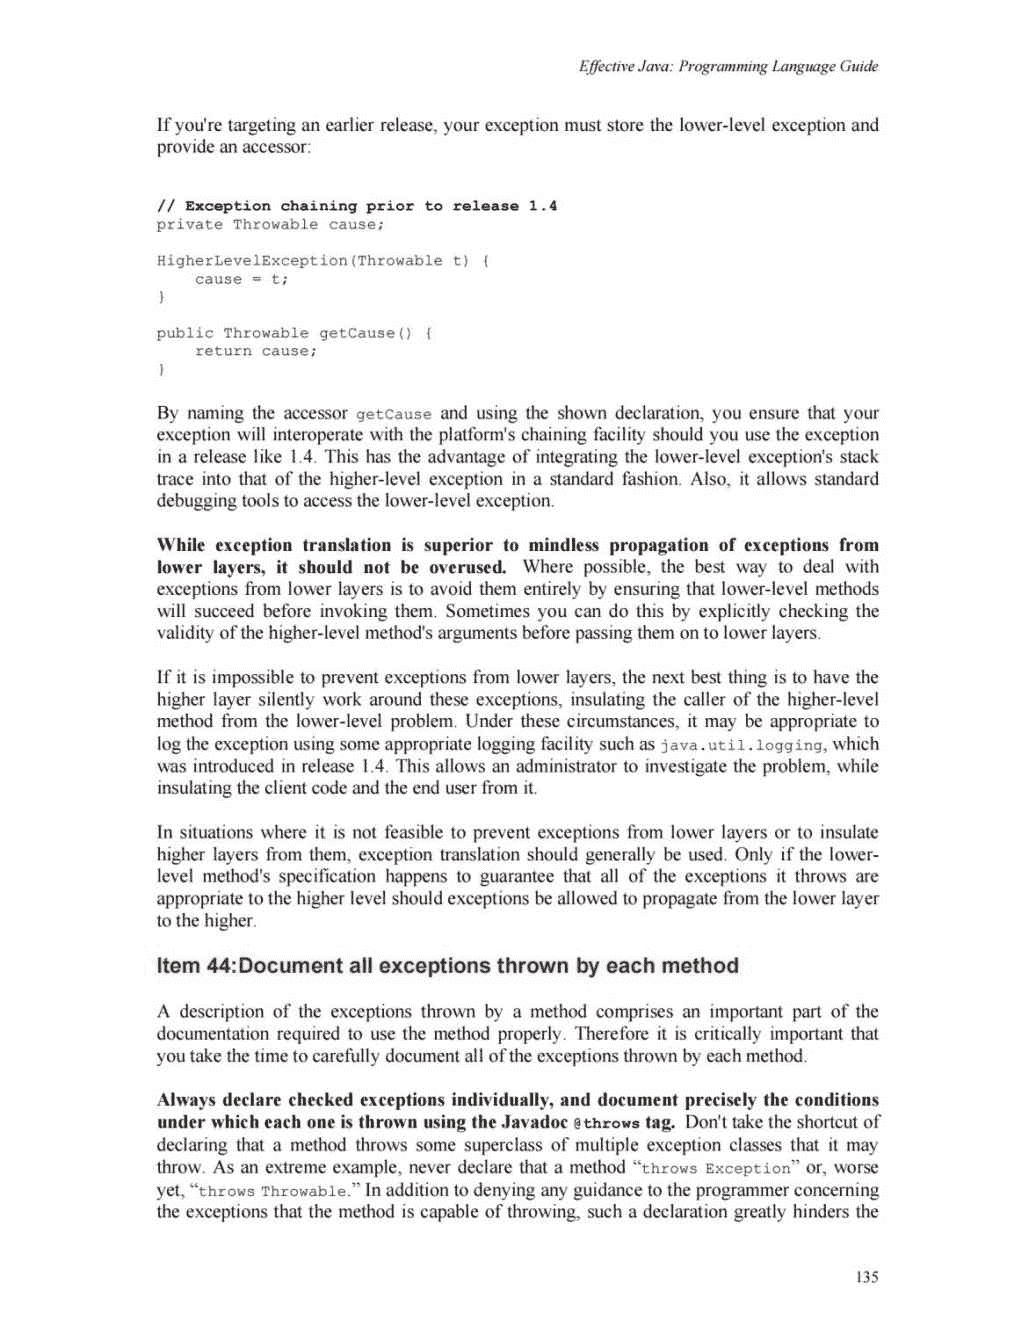 Effective Java: Programming Language Guide
If you're targeting an earlier release, your exception must store the lower-level exception and
provide an accessor:
// Exception chaining prior to release 1.4
private Throwable cause;
HigherLevelException(Throwable t) {
    cause = t;
}
public Throwable getCause() {
    return cause;
}
By naming the accessor getCause and using the shown declaration, you ensure that your
exception will interoperate with the platform's chaining facility should you use the exception
in a release like 1.4. This has the advantage of integrating the lower-level exception's stack
trace into that of the higher-level exception in a standard fashion. Also, it allows standard
debugging tools to access the lower-level exception.
While exception translation is superior to mindless propagation of exceptions from
lower layers, it should not be overused. Where possible, the best way to deal with
exceptions from lower layers is to avoid them entirely by ensuring that lower-level methods
will succeed before invoking them. Sometimes you can do this by explicitly checking the
validity of the higher-level method's arguments before passing them on to lower layers.
If it is impossible to prevent exceptions from lower layers, the next best thing is to have the
higher layer silently work around these exceptions, insulating the caller of the higher-level
method from the lower-level problem. Under these circumstances, it may be appropriate to
log the exception using some appropriate logging facility such as java.util.logging, which
was introduced in release 1.4. This allows an administrator to investigate the problem, while
insulating the client code and the end user from it.
In situations where it is not feasible to prevent exceptions from lower layers or to insulate
higher layers from them, exception translation should generally be used. Only if the lower-
level method's specification happens to guarantee that all of the exceptions it throws are
appropriate to the higher level should exceptions be allowed to propagate from the lower layer
to the higher.
Item 44:Document all exceptions thrown by each method
A description of the exceptions thrown by a method comprises an important part of the
documentation required to use the method properly. Therefore it is critically important that
you take the time to carefully document all of the exceptions thrown by each method.
Always declare checked exceptions individually, and document precisely the conditions
under which each one is thrown using the Javadoc @throws tag. Don't take the shortcut of
declaring that a method throws some superclass of multiple exception classes that it may
throw. As an extreme example, never declare that a method “throws Exception” or, worse
yet, “throws Throwable.” In addition to denying any guidance to the programmer concerning
the exceptions that the method is capable of throwing, such a declaration greatly hinders the
135